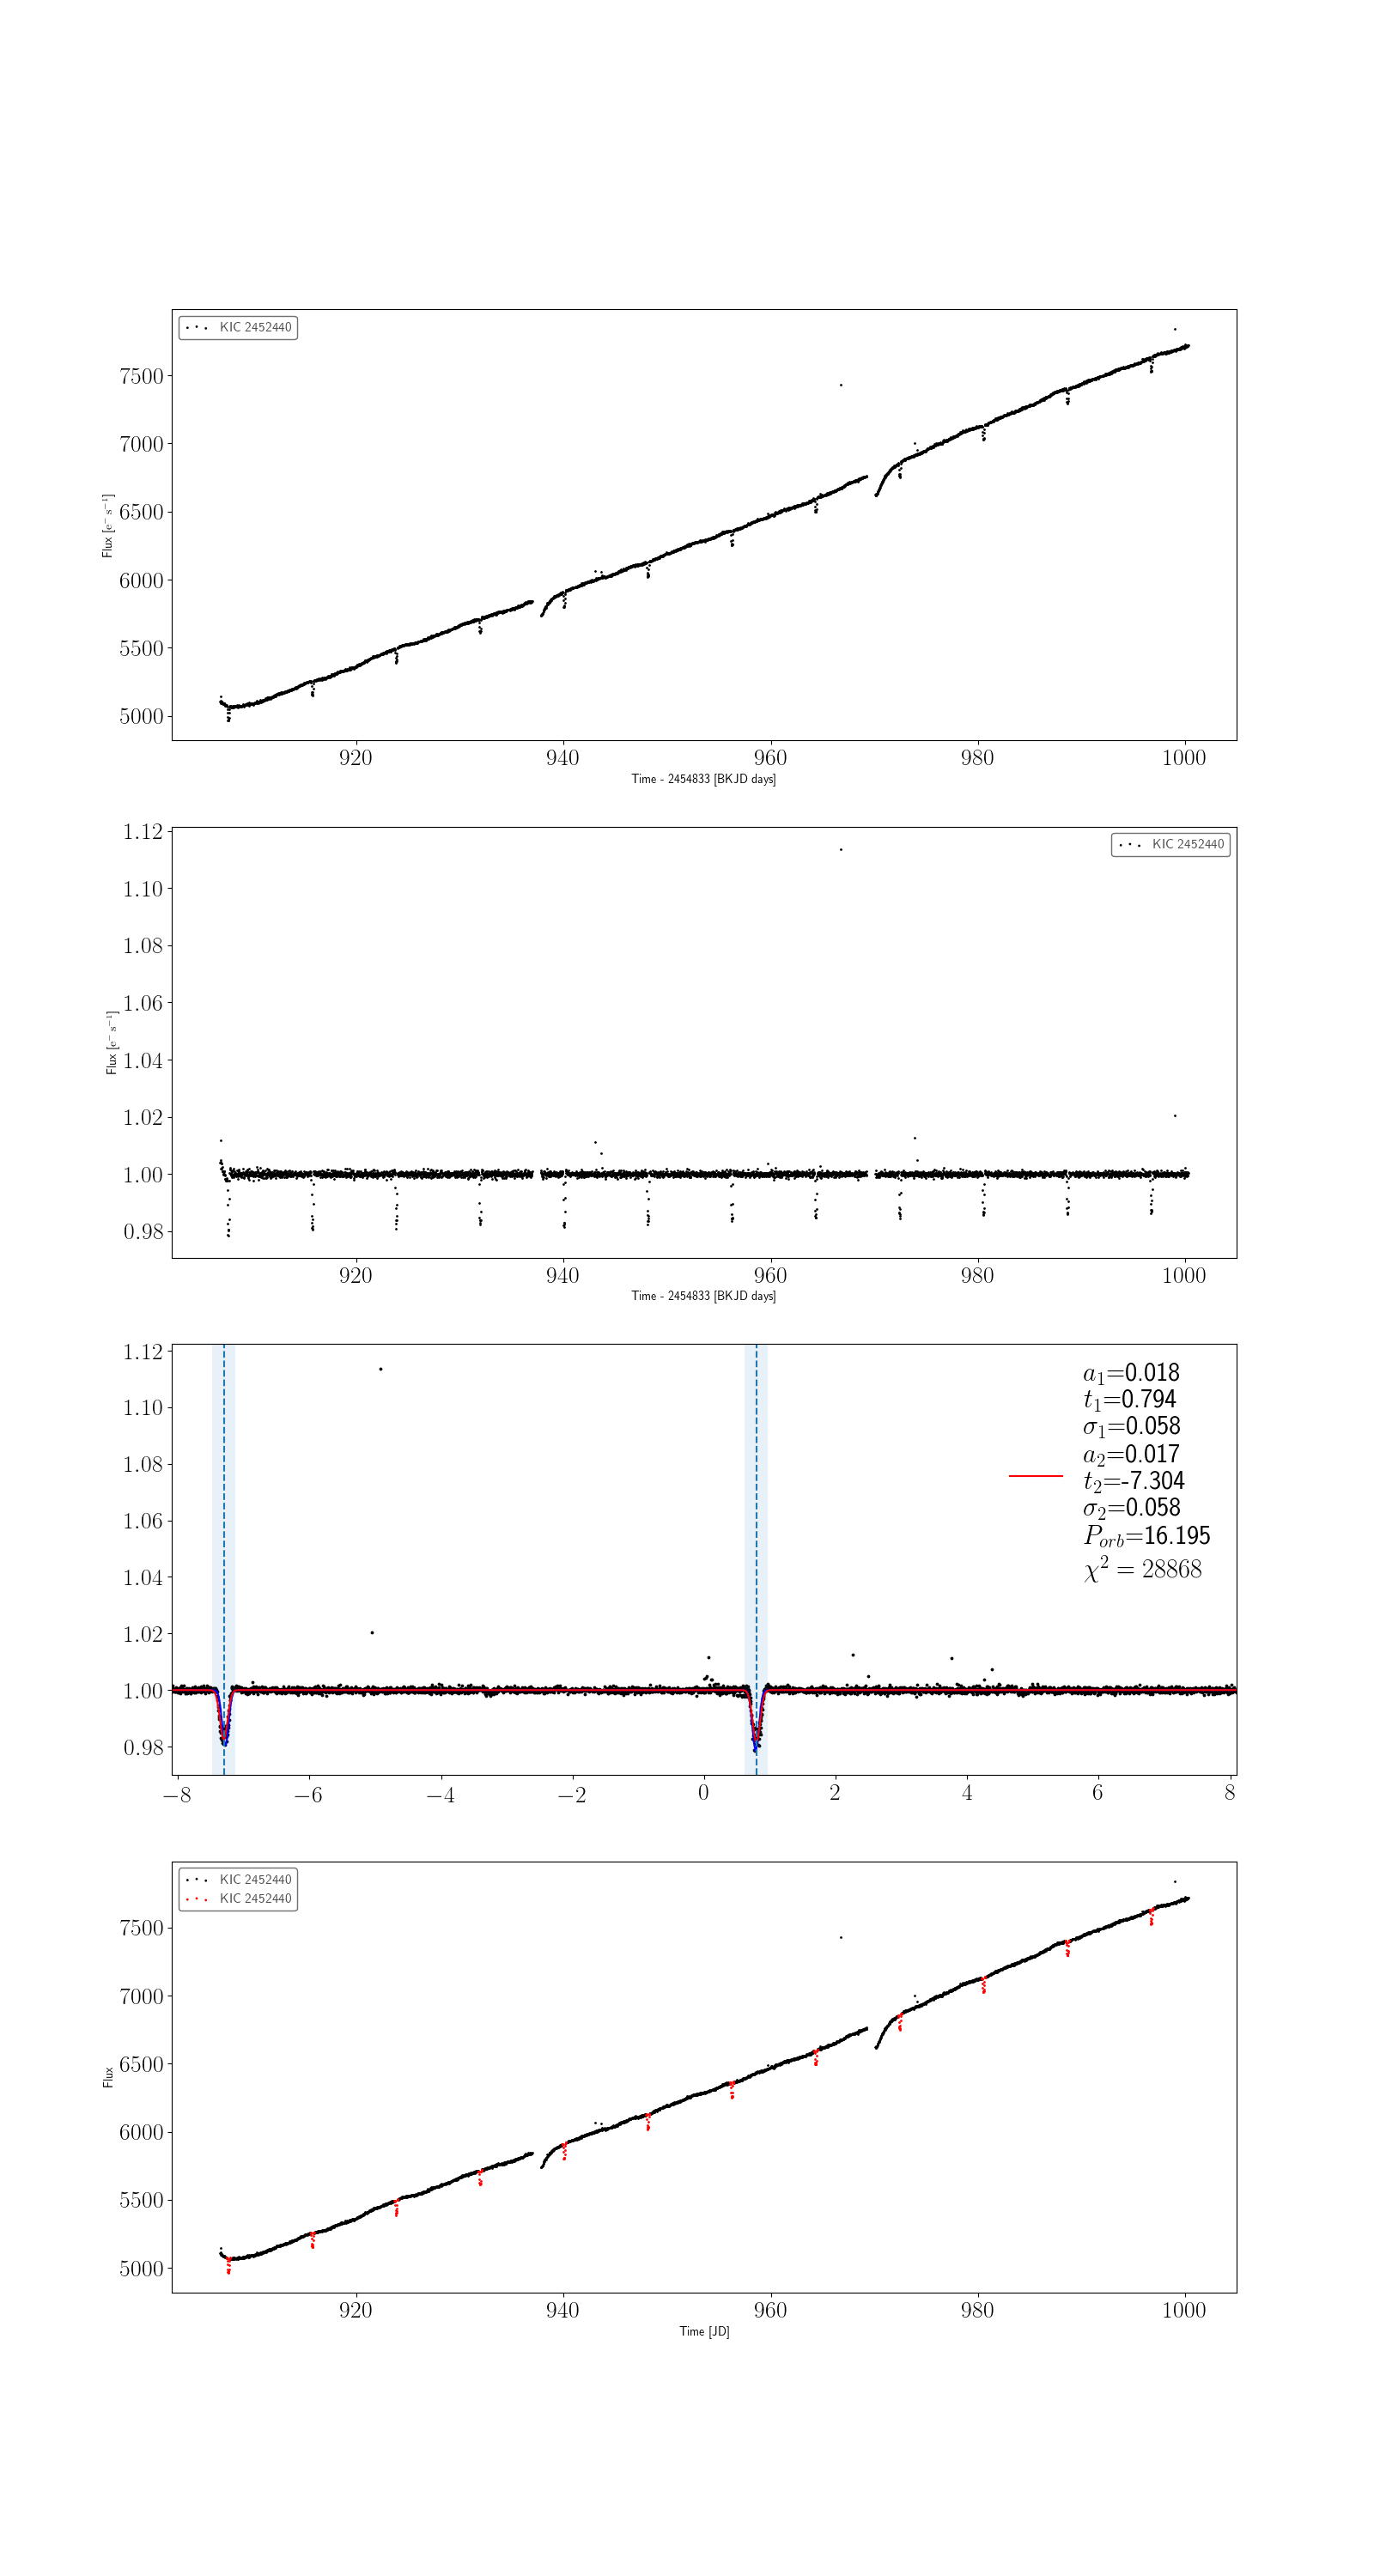 KIC 2452440
7500
7000
6500
6000
5500
5000
Flux [e⁻ s⁻¹]
920 940 960 980 1000
Time - 2454833 [BKJD days]
KIC 2452440
1.12
1.10
1.08
1.06
1.04
1.02
1.00
0.98
Flux [e⁻ s⁻¹]
920 940 960 980 1000
Time - 2454833 [BKJD days]
1.12
1.10
1.08
1.06
1.04
1.02
1.00
0.98
a₁=0.018
t₁=0.794
σ₁=0.058
a₂=0.017
t₂=-7.304
σ₂=0.058
P_orb=16.195
χ² = 28868
−8 −6 −4 −2 0 2 4 6 8
KIC 2452440
KIC 2452440
7500
7000
6500
6000
5500
5000
Flux
920 940 960 980 1000
Time [JD]